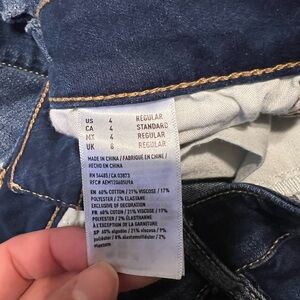 US 4 REGULAR
CA 4 STANDARD
MX 4 REGULAR
UK 8 REGULAR
MADE IN CHINA / FABRIQUÉ EN CHINE /
HECHO EN CHINA
RN 54485/CA 03873
EN 60% COTTON / 21% VISCOSE / 17%
POLYESTER / 2% ELASTANE
EXCLUSIVE OF DECORATION
FR 60% COTON / 21% VISCOSE / 17%
POLYESTER / 2% ÉLASTHANNE
À L'EXCEPTION DE LA GARNITURE